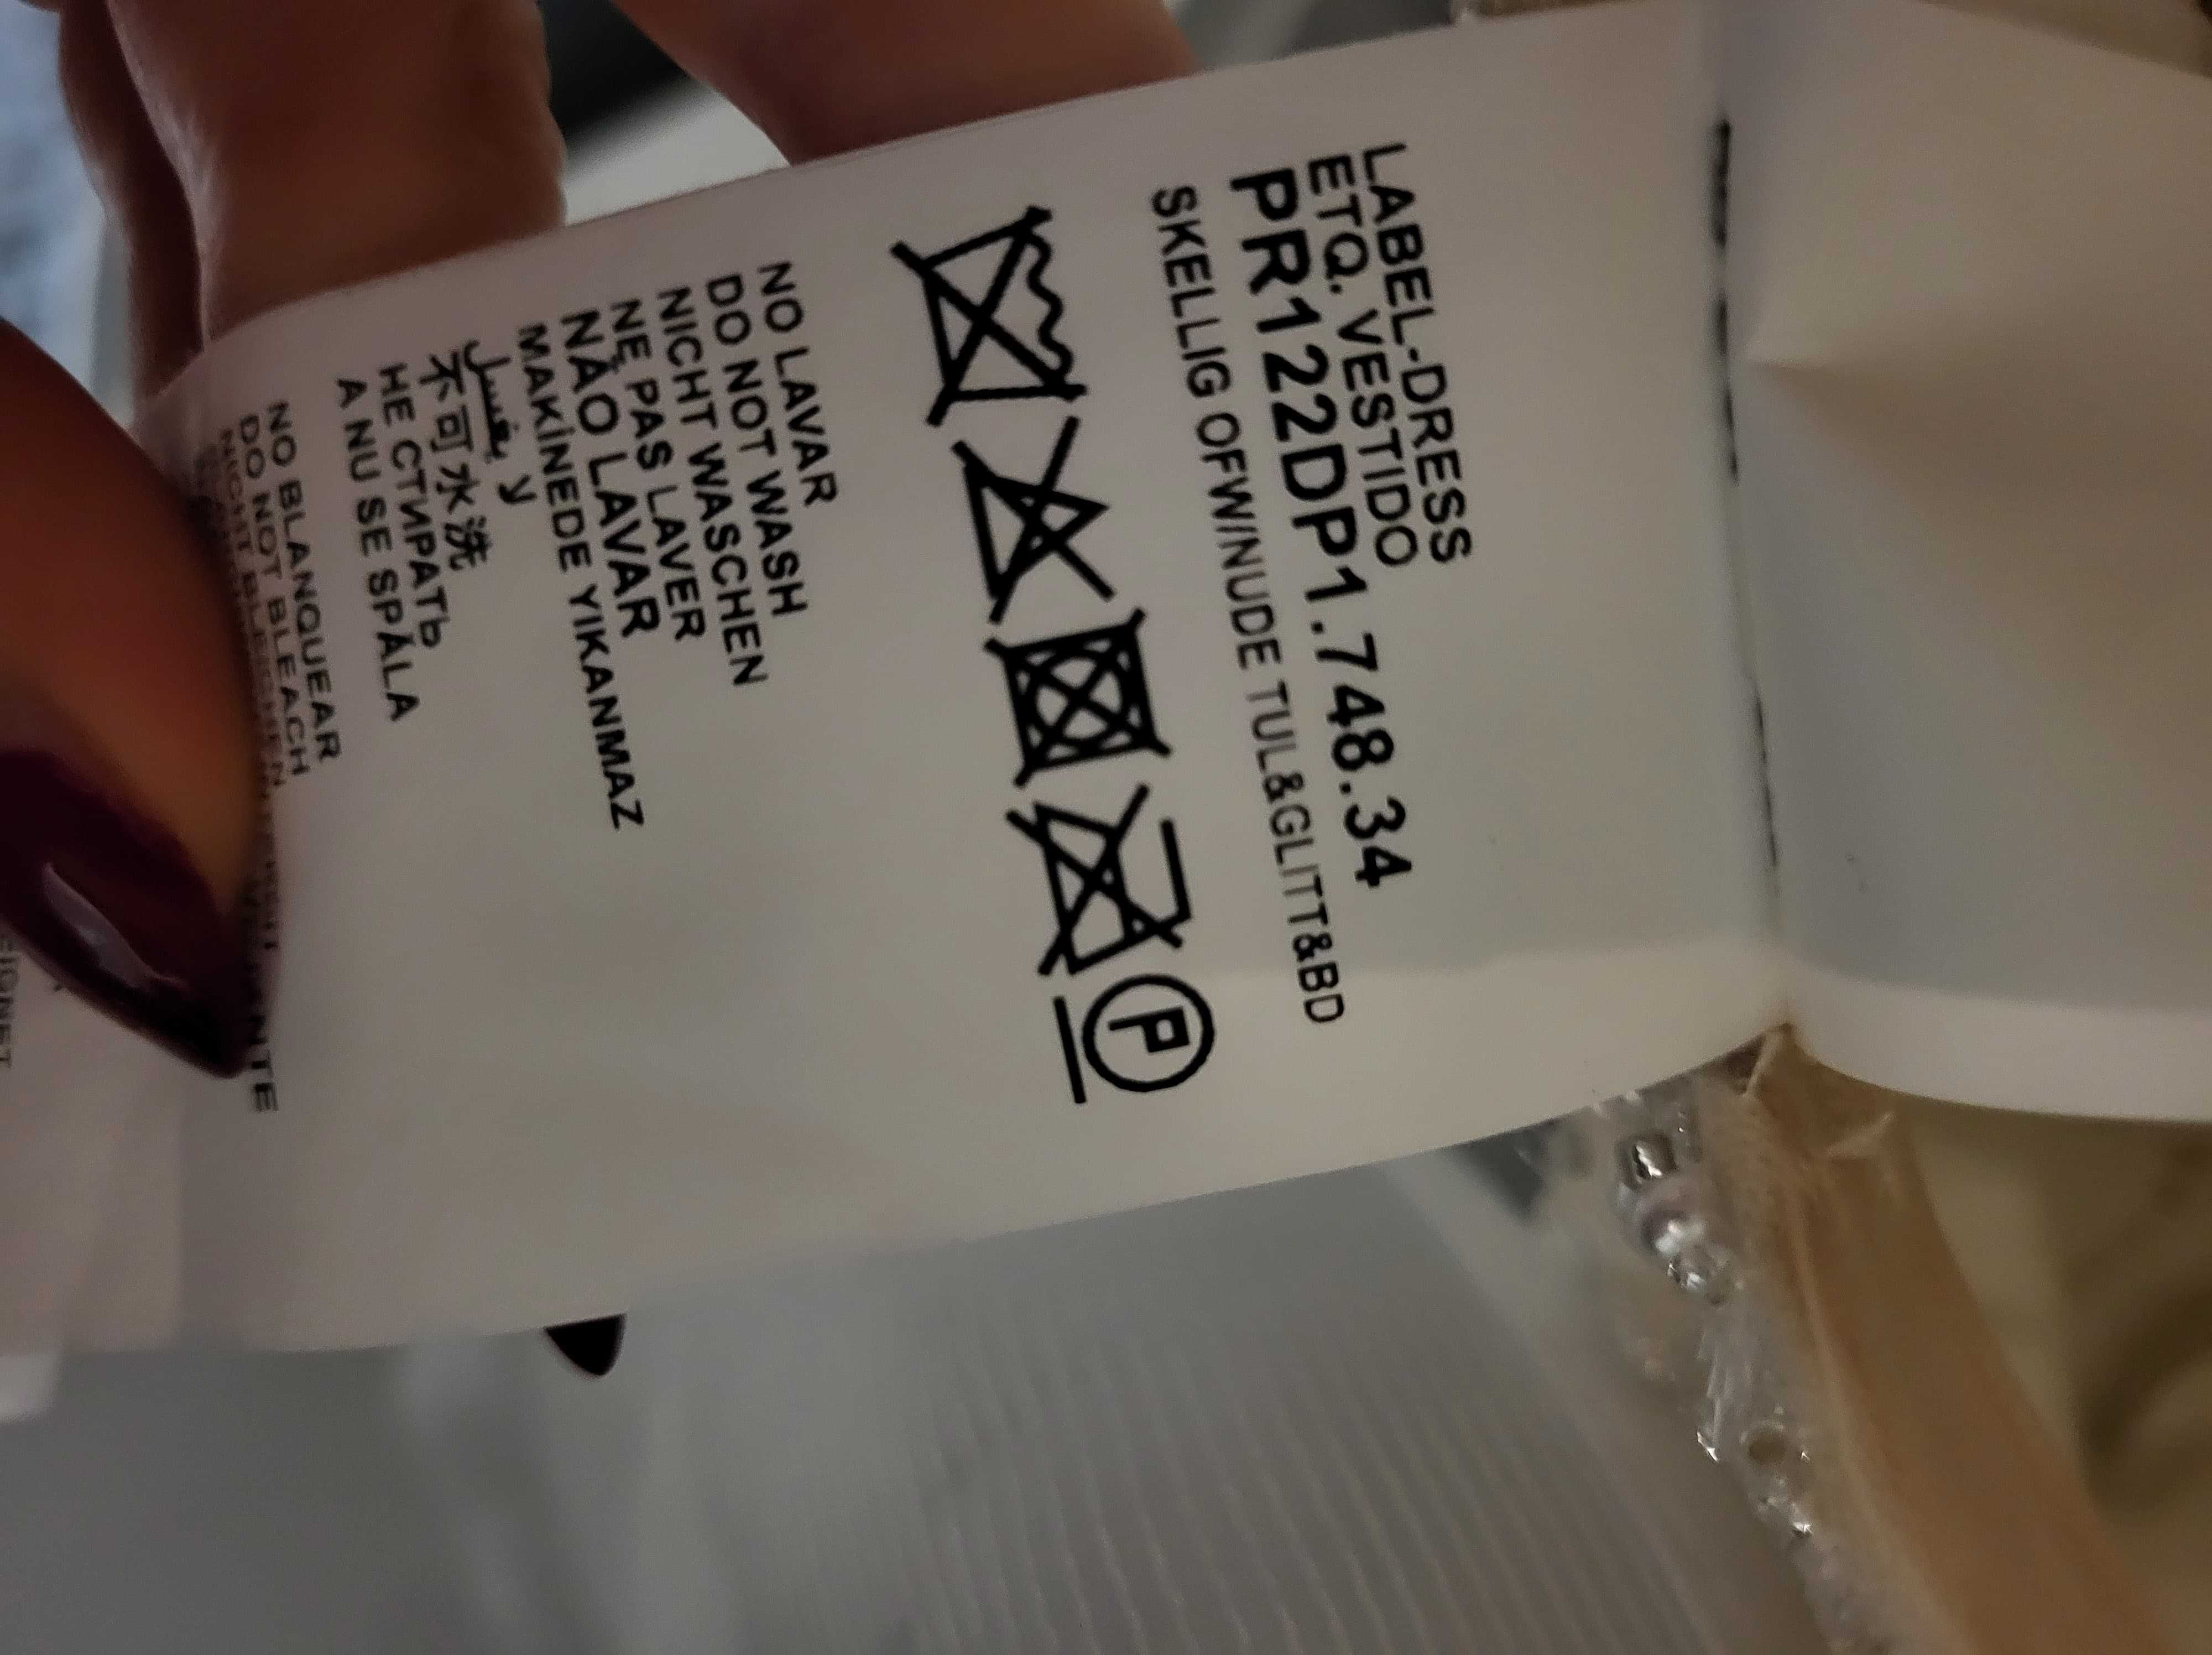 LABEL-DRESS
ETQ. VESTIDO
PR122DP1.748.34
SKELLIG OFW/NUDE TUL&GLITT&BD
P
NO LAVAR
DO NOT WASH
NICHT WASCHEN
NE PAS LAVER
NÃO LAVAR
MAKİNEDE YIKANMAZ
لا يغسل
不可水洗
НЕ СТИРАТЬ
A NU SE SPĂLA
NO BLANQUEAR
DO NOT BLEACH
NICHT BLEICHEN